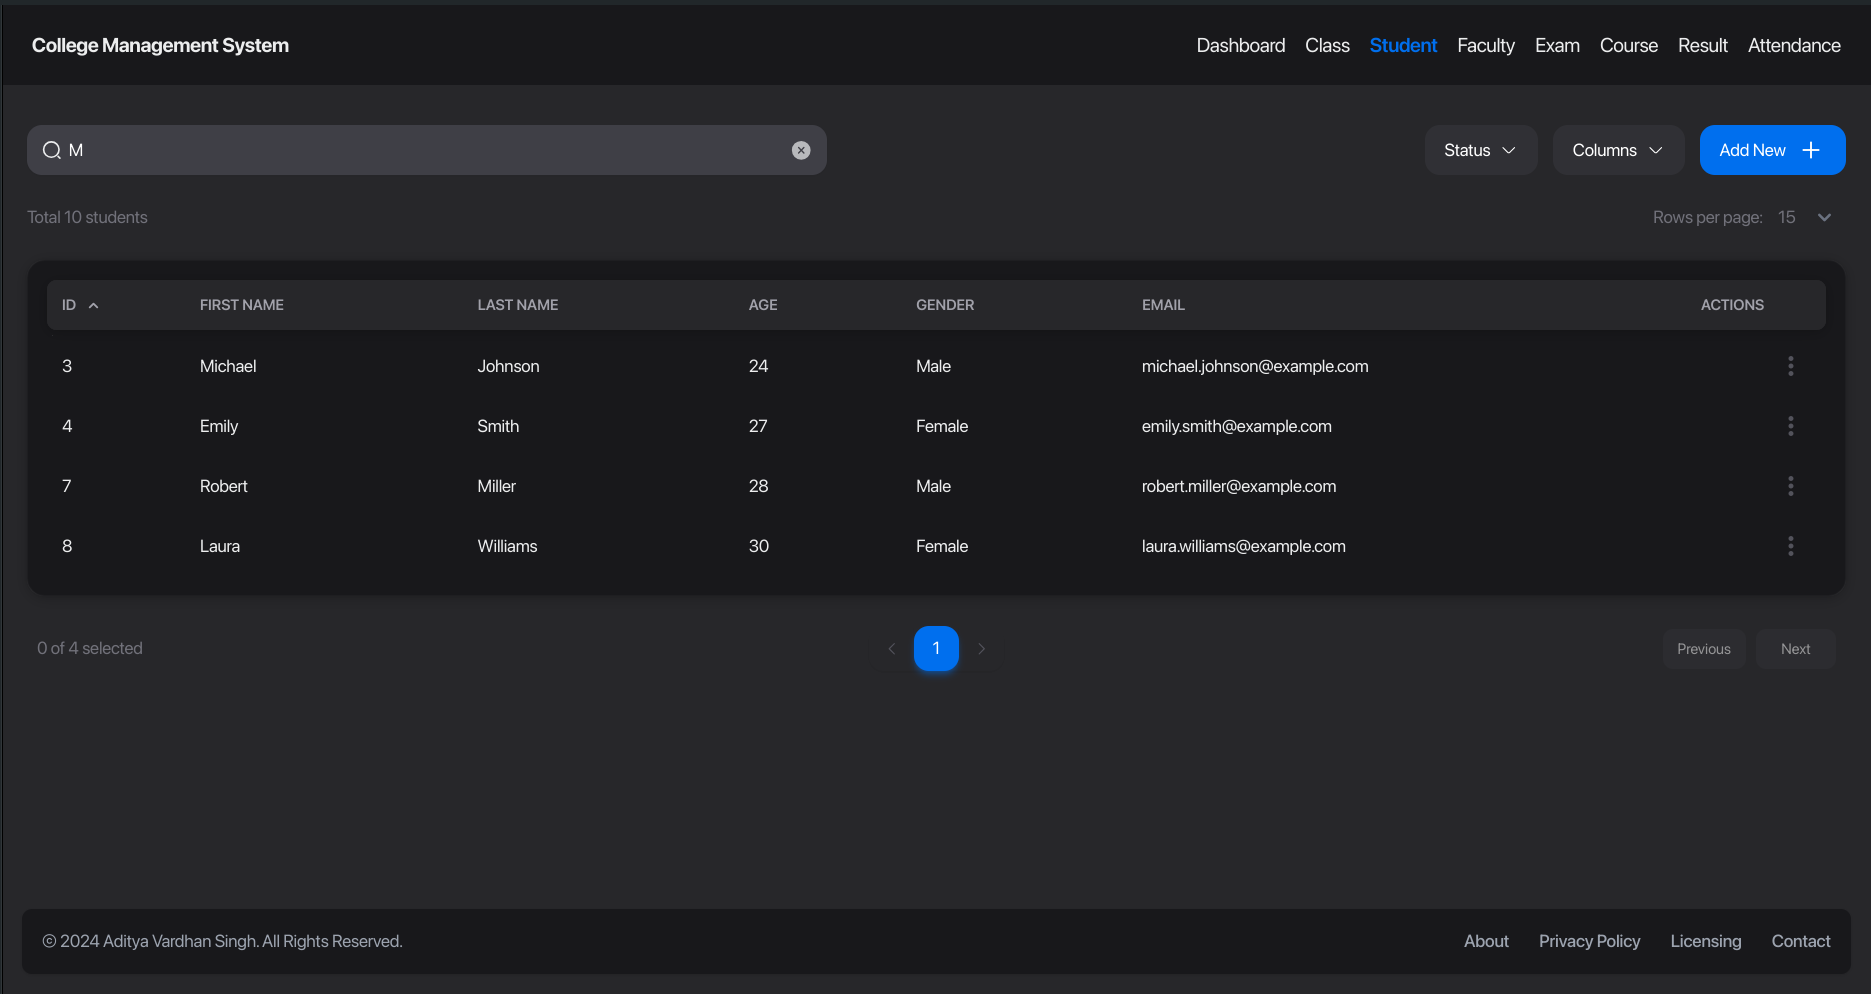 College Management System
Dashboard Class Student Faculty Exam Course Result Attendance
M
Status Columns Add New
Total 10 students
Rows per page: 15
ID FIRST NAME LAST NAME AGE GENDER EMAIL ACTIONS
3 Michael Johnson 24 Male michael.johnson@example.com
4 Emily Smith 27 Female emily.smith@example.com
7 Robert Miller 28 Male robert.miller@example.com
8 Laura Williams 30 Female laura.williams@example.com
0 of 4 selected
1
Previous Next
© 2024 Aditya Vardhan Singh. All Rights Reserved.
About Privacy Policy Licensing Contact